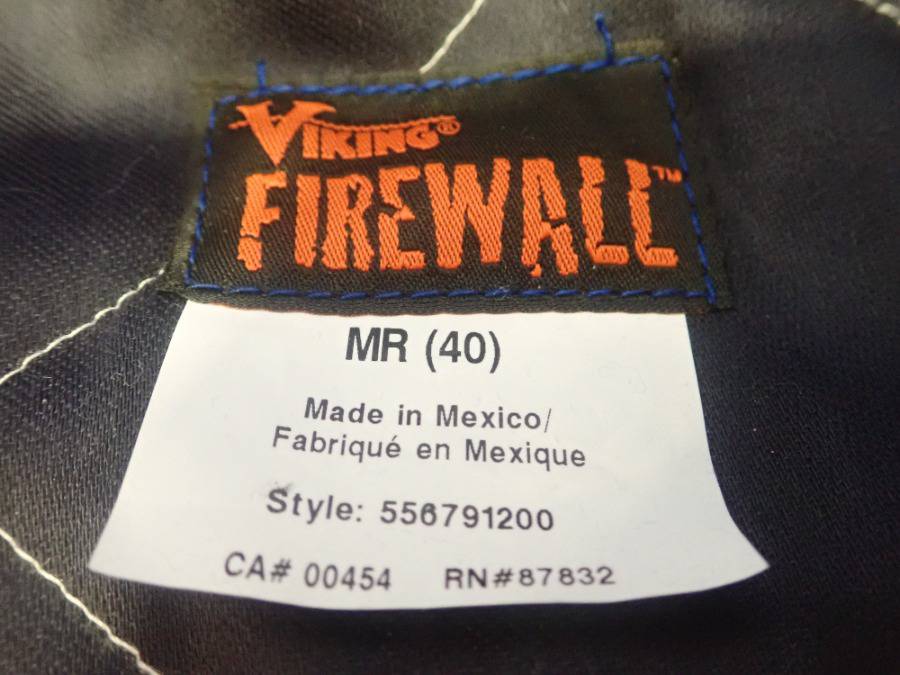 VIKING®
FIREWALL™
MR (40)
Made in Mexico/
Fabriqué en Mexique
Style: 556791200
CA# 00454 RN#87832